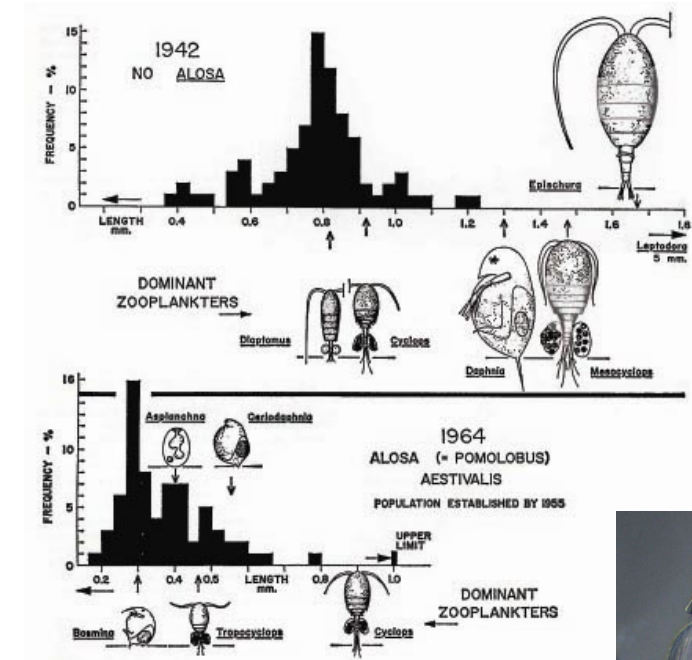 15
10
5
0
FREQUENCY – %
1942
NO ALOSA
Epischura
LENGTH
mm.
0.4
0.6
0.8
1.0
1.2
1.4
1.6
1.8
Leptodora
5 mm.
DOMINANT
ZOOPLANKTERS
Diaptomus
Cyclops
Daphnia
Mesocyclops
16
10
5
0
FREQUENCY – %
Asplanchna
Ceriodaphnia
1964
ALOSA (= POMOLOBUS)
AESTIVALIS
POPULATION ESTABLISHED BY 1955
UPPER
LIMIT
0.2
0.4
0.5
LENGTH
mm.
0.8
1.0
Bosmina
Tropocyclops
Cyclops
DOMINANT
ZOOPLANKTERS